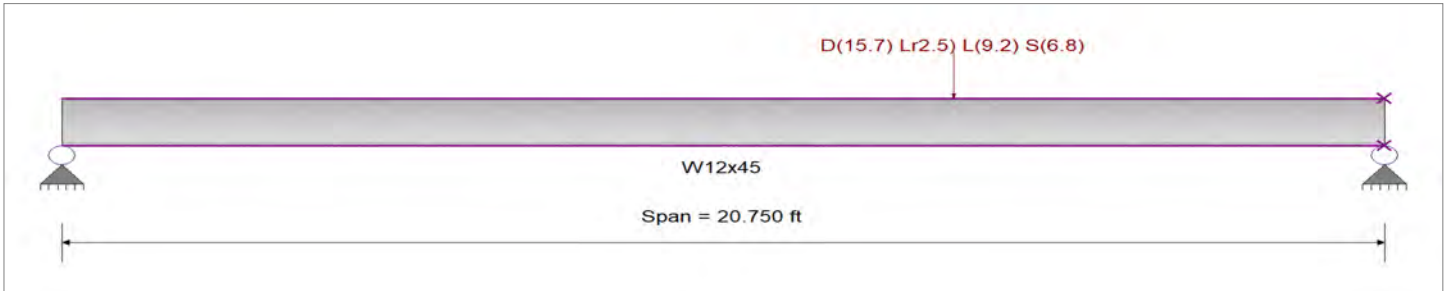 D(15.7) Lr2.5) L(9.2) S(6.8)
W12x45
Span = 20.750 ft